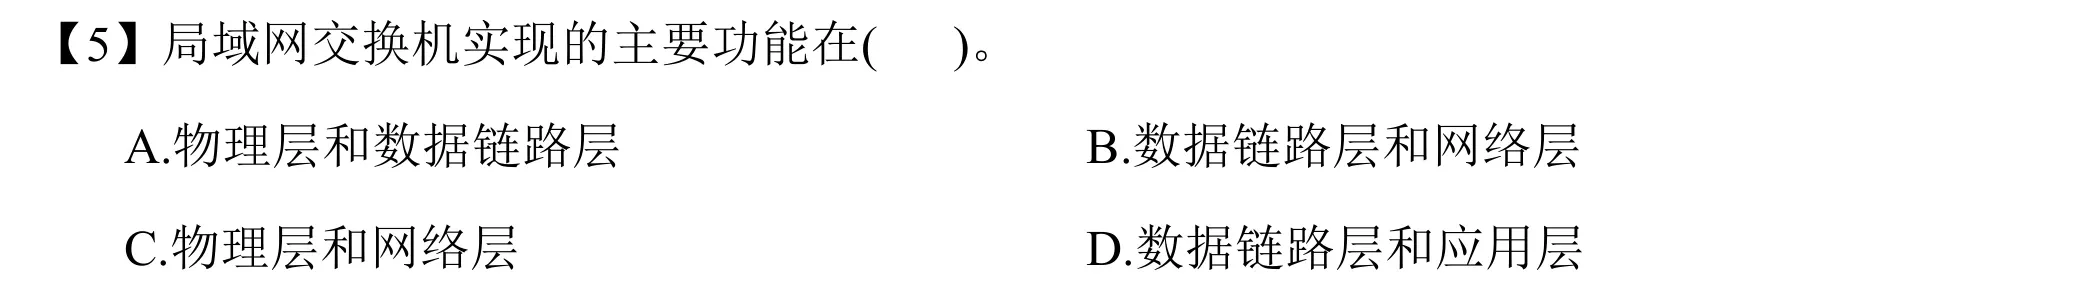 【5】局域网交换机实现的主要功能在(    )。
A.物理层和数据链路层    B.数据链路层和网络层
C.物理层和网络层    D.数据链路层和应用层